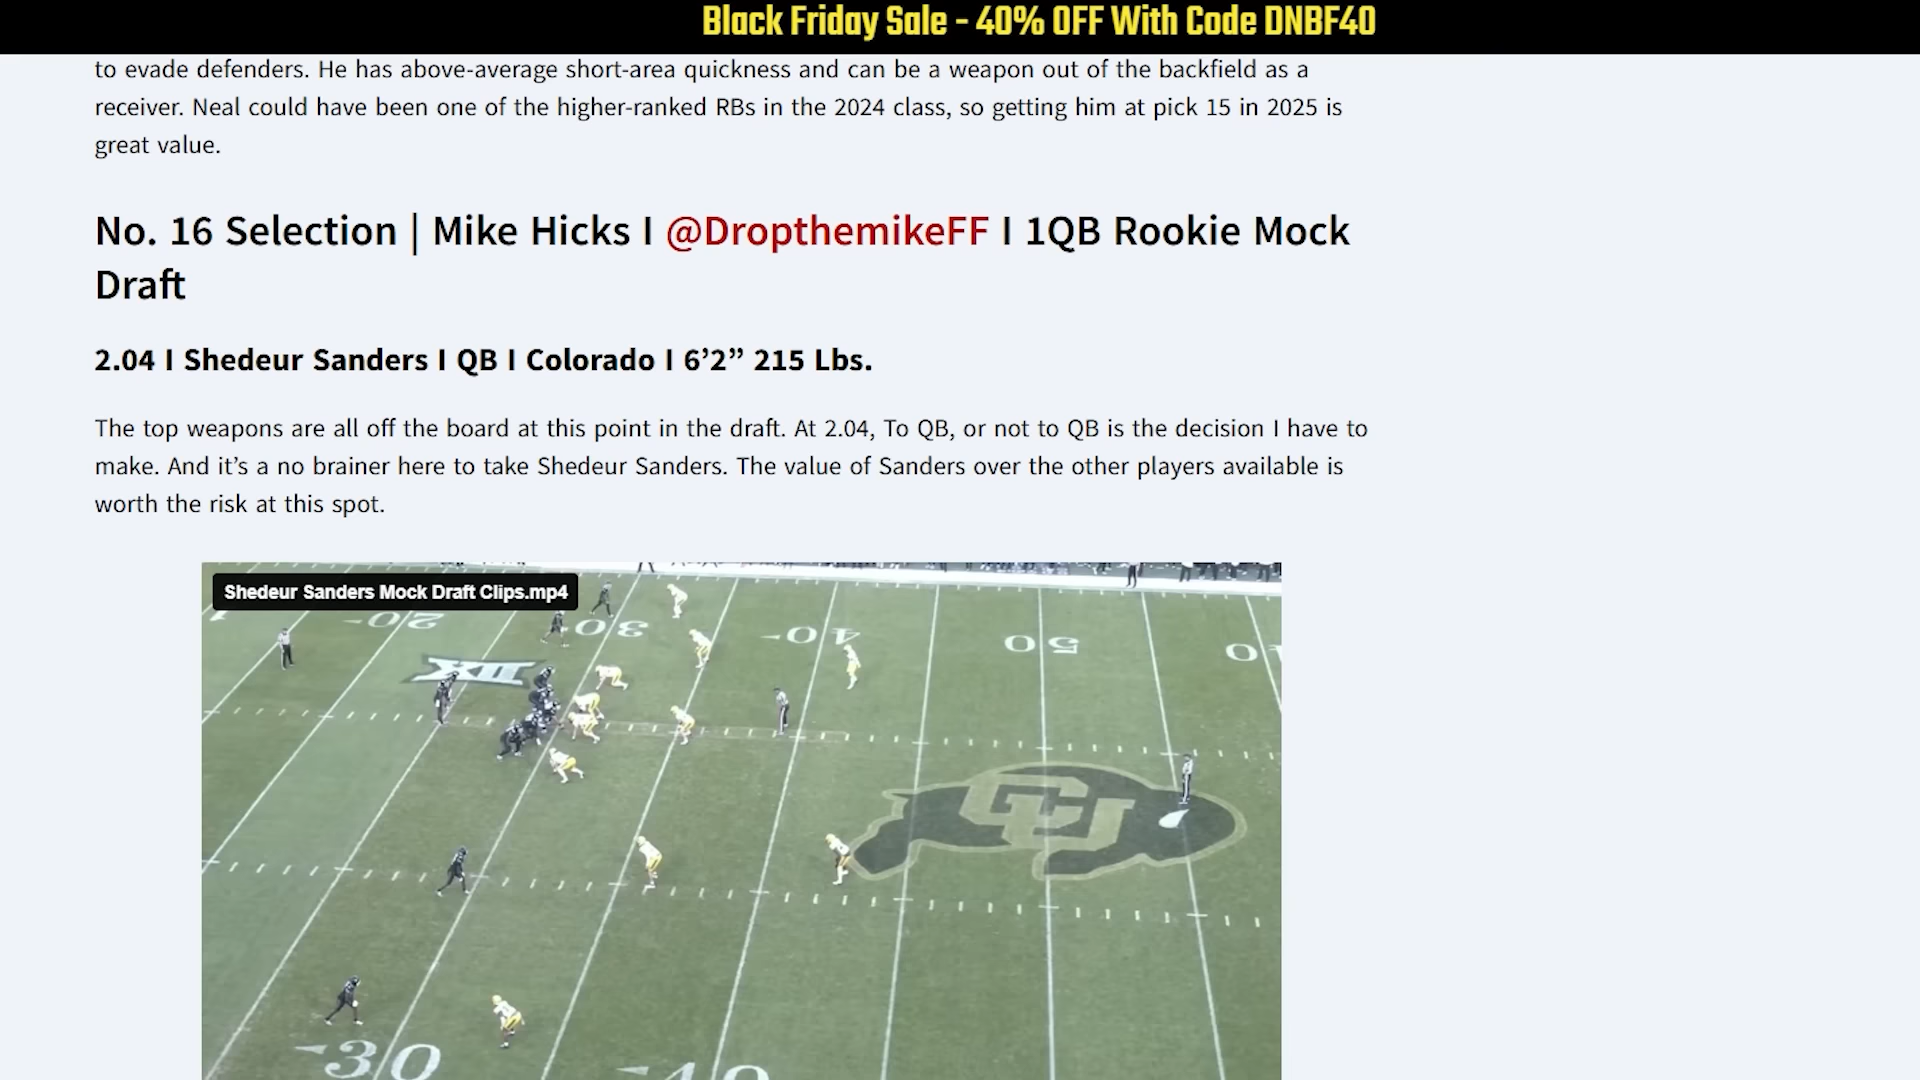 Black Friday Sale - 40% OFF With Code DNBF40
to evade defenders. He has above-average short-area quickness and can be a weapon out of the backfield as a
receiver. Neal could have been one of the higher-ranked RBs in the 2024 class, so getting him at pick 15 in 2025 is
great value.
No. 16 Selection | Mike Hicks I @DropthemikeFF I 1QB Rookie Mock
Draft
2.04 I Shedeur Sanders I QB I Colorado I 6’2” 215 Lbs.
The top weapons are all off the board at this point in the draft. At 2.04, To QB, or not to QB is the decision I have to
make. And it’s a no brainer here to take Shedeur Sanders. The value of Sanders over the other players available is
worth the risk at this spot.
Shedeur Sanders Mock Draft Clips.mp4
20 30 40 50 40
XII
CU
30 40